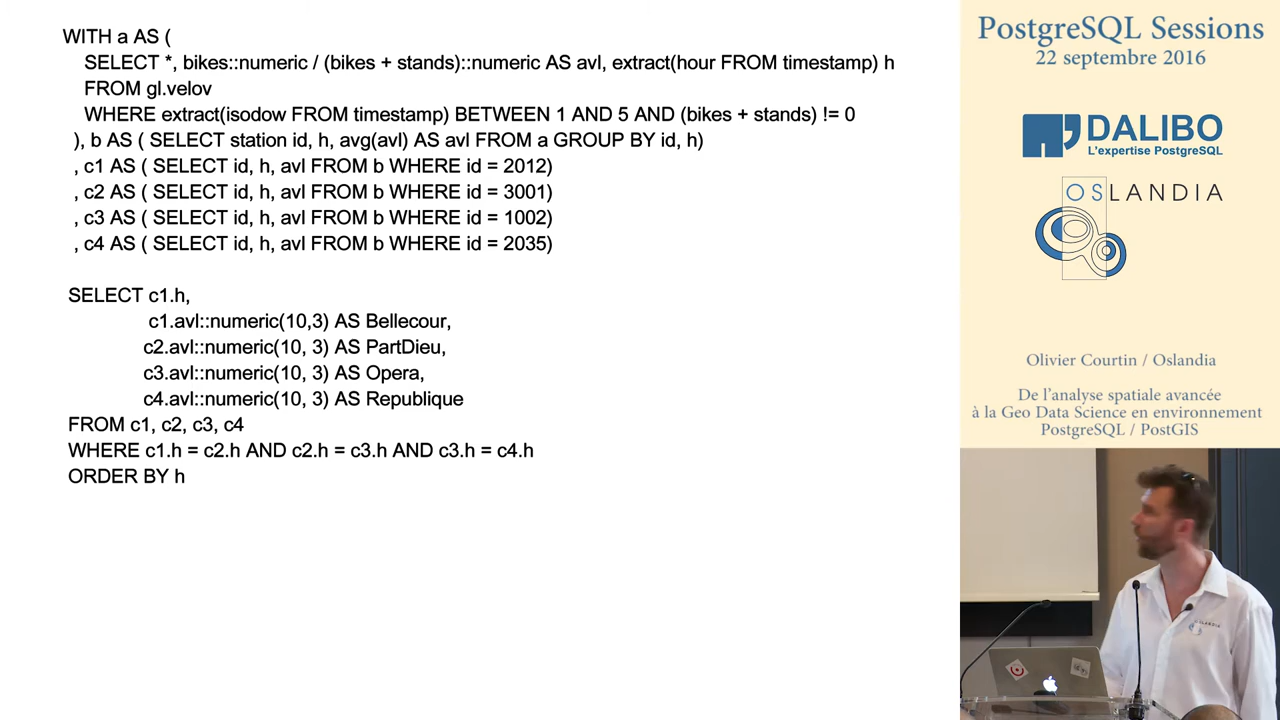 WITH a AS (
SELECT *, bikes::numeric / (bikes + stands)::numeric AS avl, extract(hour FROM timestamp) h
FROM gl.velov
WHERE extract(isodow FROM timestamp) BETWEEN 1 AND 5 AND (bikes + stands) != 0
), b AS ( SELECT station id, h, avg(avl) AS avl FROM a GROUP BY id, h)
, c1 AS ( SELECT id, h, avl FROM b WHERE id = 2012)
, c2 AS ( SELECT id, h, avl FROM b WHERE id = 3001)
, c3 AS ( SELECT id, h, avl FROM b WHERE id = 1002)
, c4 AS ( SELECT id, h, avl FROM b WHERE id = 2035)
SELECT c1.h,
c1.avl::numeric(10,3) AS Bellecour,
c2.avl::numeric(10, 3) AS PartDieu,
c3.avl::numeric(10, 3) AS Opera,
c4.avl::numeric(10, 3) AS Republique
FROM c1, c2, c3, c4
WHERE c1.h = c2.h AND c2.h = c3.h AND c3.h = c4.h
ORDER BY h
PostgreSQL Sessions
22 septembre 2016
DALIBO
L'expertise PostgreSQL
OSLANDIA
Olivier Courtin / Oslandia
De l'analyse spatiale avancée
à la Geo Data Science en environnement
PostgreSQL / PostGIS